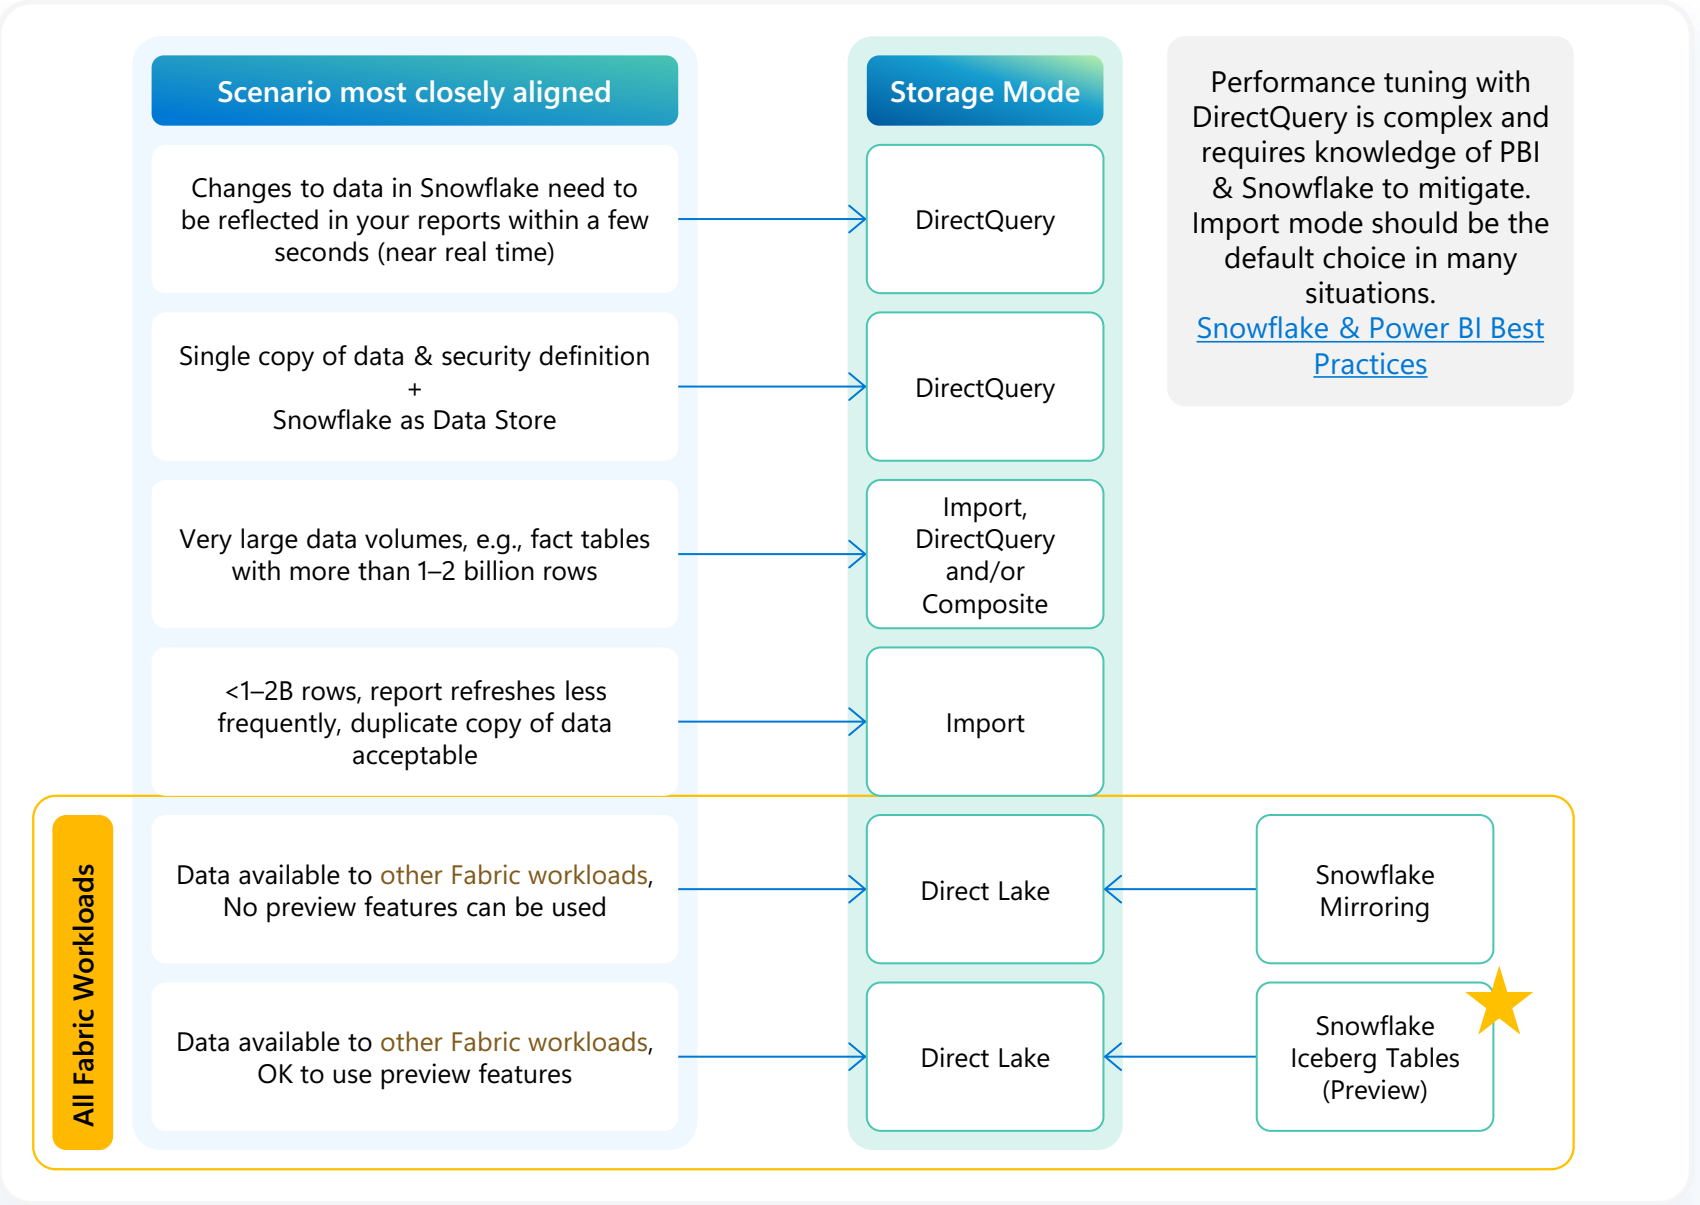 Scenario most closely aligned
Storage Mode
Performance tuning with
DirectQuery is complex and
requires knowledge of PBI
& Snowflake to mitigate.
Import mode should be the
default choice in many
situations.
Snowflake & Power BI Best
Practices
Changes to data in Snowflake need to
be reflected in your reports within a few
seconds (near real time)
DirectQuery
Single copy of data & security definition
+
Snowflake as Data Store
DirectQuery
Very large data volumes, e.g., fact tables
with more than 1–2 billion rows
Import,
DirectQuery
and/or
Composite
<1–2B rows, report refreshes less
frequently, duplicate copy of data
acceptable
Import
All Fabric Workloads
Data available to other Fabric workloads,
No preview features can be used
Direct Lake
Snowflake
Mirroring
Data available to other Fabric workloads,
OK to use preview features
Direct Lake
Snowflake
Iceberg Tables
(Preview)